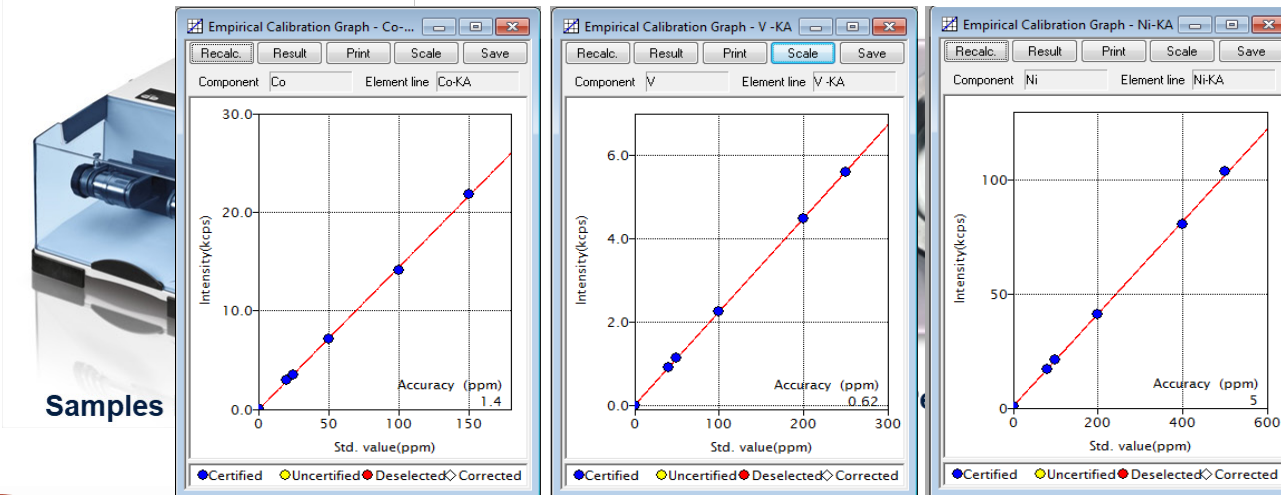 Empirical Calibration Graph - Co-...
Recalc. Result Print Scale Save
Component Co Element line Co-KA
30.0
20.0
10.0
0.0
Intensity(kcps)
0 50 100 150
Std. value(ppm)
Accuracy (ppm)
1.4
Certified Uncertified Deselected Corrected
Empirical Calibration Graph - V -KA
Recalc. Result Print Scale Save
Component V Element line V -KA
6.0
4.0
2.0
0.0
Intensity(kcps)
0 100 200 300
Std. value(ppm)
Accuracy (ppm)
0.62
Certified Uncertified Deselected Corrected
Empirical Calibration Graph - Ni-KA
Recalc. Result Print Scale Save
Component Ni Element line Ni-KA
100
50
0
Intensity(kcps)
0 200 400 600
Std. value(ppm)
Accuracy (ppm)
5
Certified Uncertified Deselected Corrected
Samples